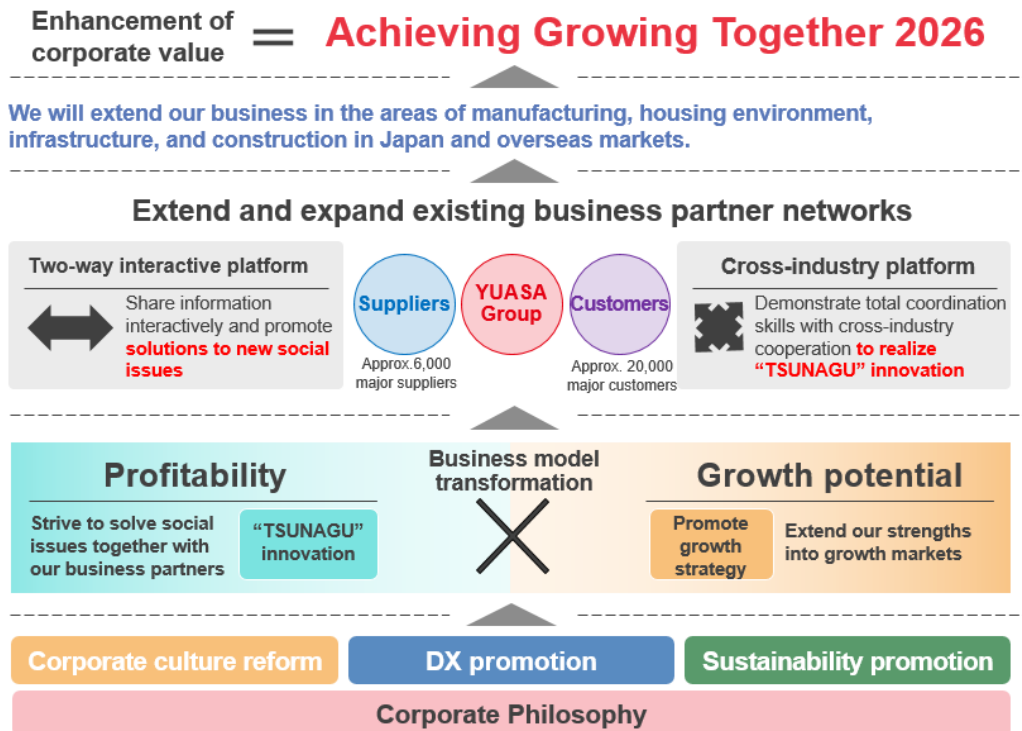 Enhancement of
corporate value
=
Achieving Growing Together 2026
We will extend our business in the areas of manufacturing, housing environment,
infrastructure, and construction in Japan and overseas markets.
Extend and expand existing business partner networks
Two-way interactive platform
Share information
interactively and promote
solutions to new social
issues
Suppliers
Approx.6,000
major suppliers
YUASA
Group
Customers
Approx. 20,000
major customers
Cross-industry platform
Demonstrate total coordination
skills with cross-industry
cooperation to realize
“TSUNAGU” innovation
Profitability
Strive to solve social
issues together with
our business partners
“TSUNAGU”
innovation
Business model
transformation
Growth potential
Promote
growth
strategy
Extend our strengths
into growth markets
Corporate culture reform
DX promotion
Sustainability promotion
Corporate Philosophy